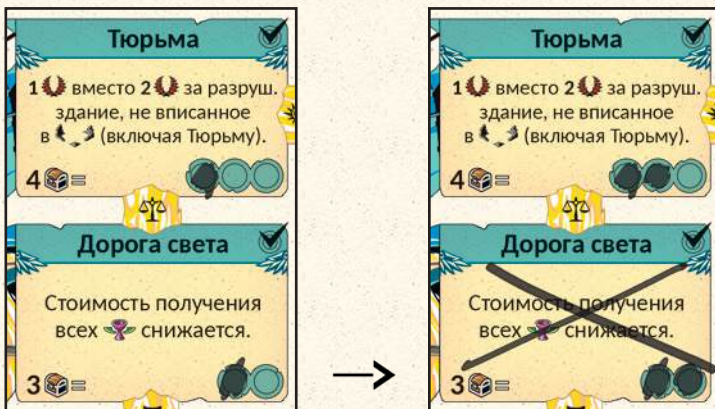 Тюрьма
1 вместо 2 за разруш.
здание, не вписанное
в (включая Тюрьму).
4 =
Дорога света
Стоимость получения
всех снижается.
3 =
Тюрьма
1 вместо 2 за разруш.
здание, не вписанное
в (включая Тюрьму).
4 =
Дорога света
Стоимость получения
всех снижается.
3 =